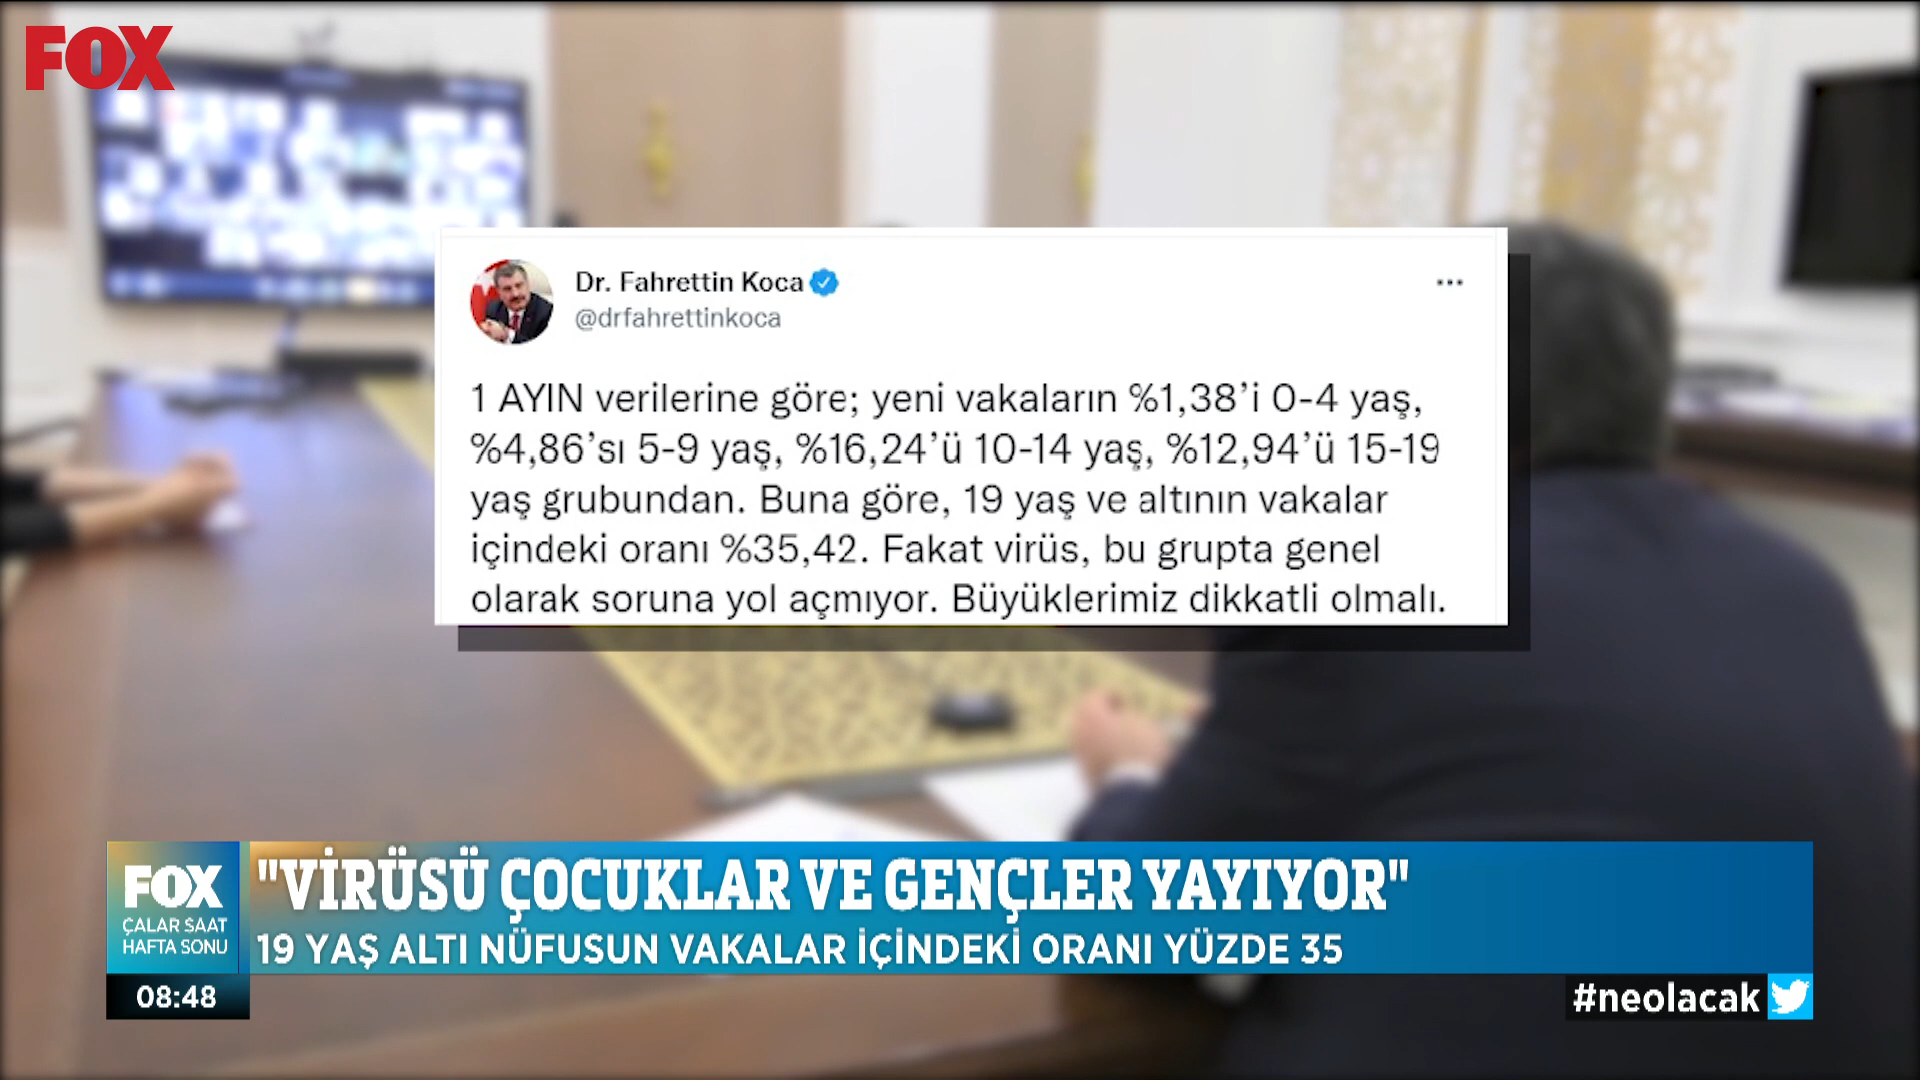 FOX
Dr. Fahrettin Koca
@drfahrettinkoca
1 AYIN verilerine göre; yeni vakaların %1,38’i 0-4 yaş,
%4,86’sı 5-9 yaş, %16,24’ü 10-14 yaş, %12,94’ü 15-19
yaş grubundan. Buna göre, 19 yaş ve altının vakalar
içindeki oranı %35,42. Fakat virüs, bu grupta genel
olarak soruna yol açmıyor. Büyüklerimiz dikkatli olmalı.
FOX
ÇALAR SAAT
HAFTA SONU
"VİRÜSÜ ÇOCUKLAR VE GENÇLER YAYIYOR"
19 YAŞ ALTI NÜFUSUN VAKALAR İÇİNDEKİ ORANI YÜZDE 35
08:48
#neolacak